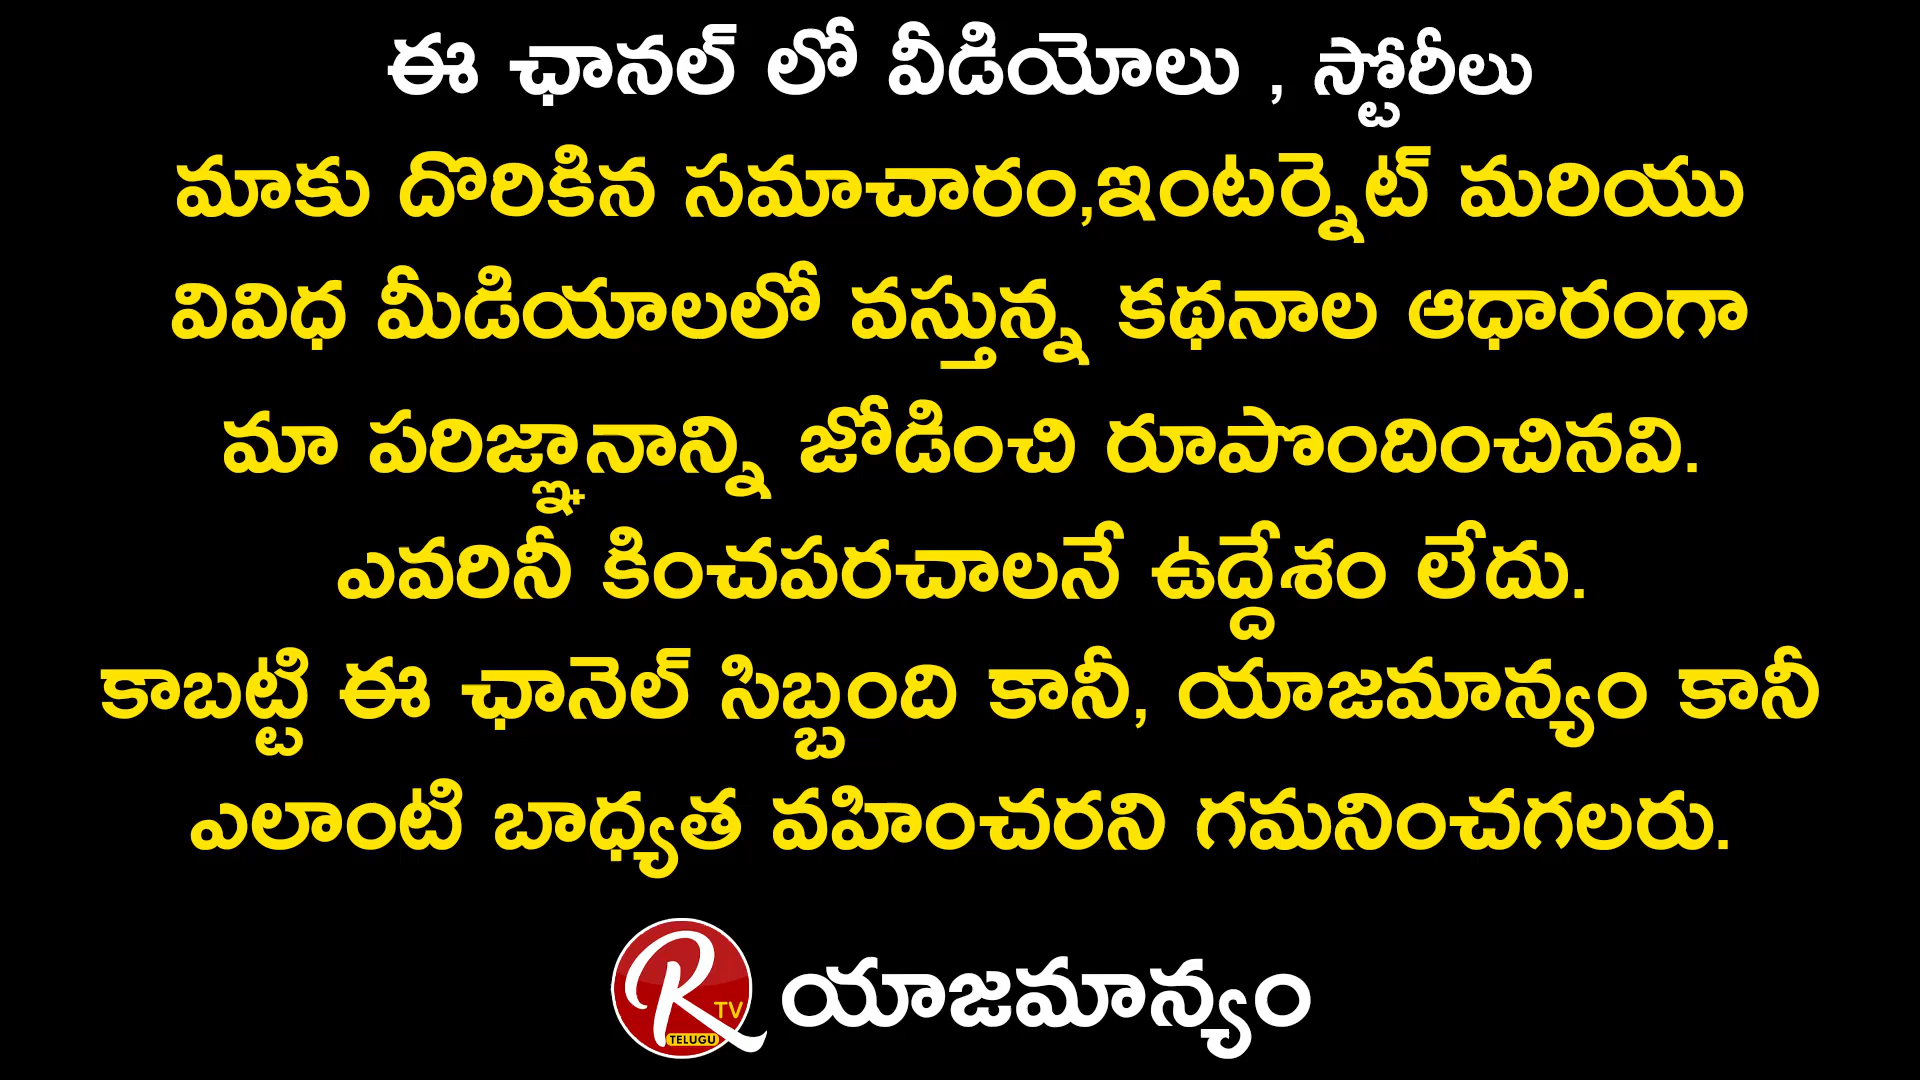 ఈ ఛానల్ లో వీడియోలు , స్టోరీలు
మాకు దొరికిన సమాచారం,ఇంటర్నెట్ మరియు
వివిధ మీడియాలలో వస్తున్న కథనాల ఆధారంగా
మా పరిజ్ఞానాన్ని జోడించి రూపొందించినవి.
ఎవరినీ కించపరచాలనే ఉద్దేశం లేదు.
కాబట్టి ఈ ఛానెల్ సిబ్బంది కానీ, యాజమాన్యం కానీ
ఎలాంటి బాధ్యత వహించరని గమనించగలరు.
R TV TELUGU యాజమాన్యం